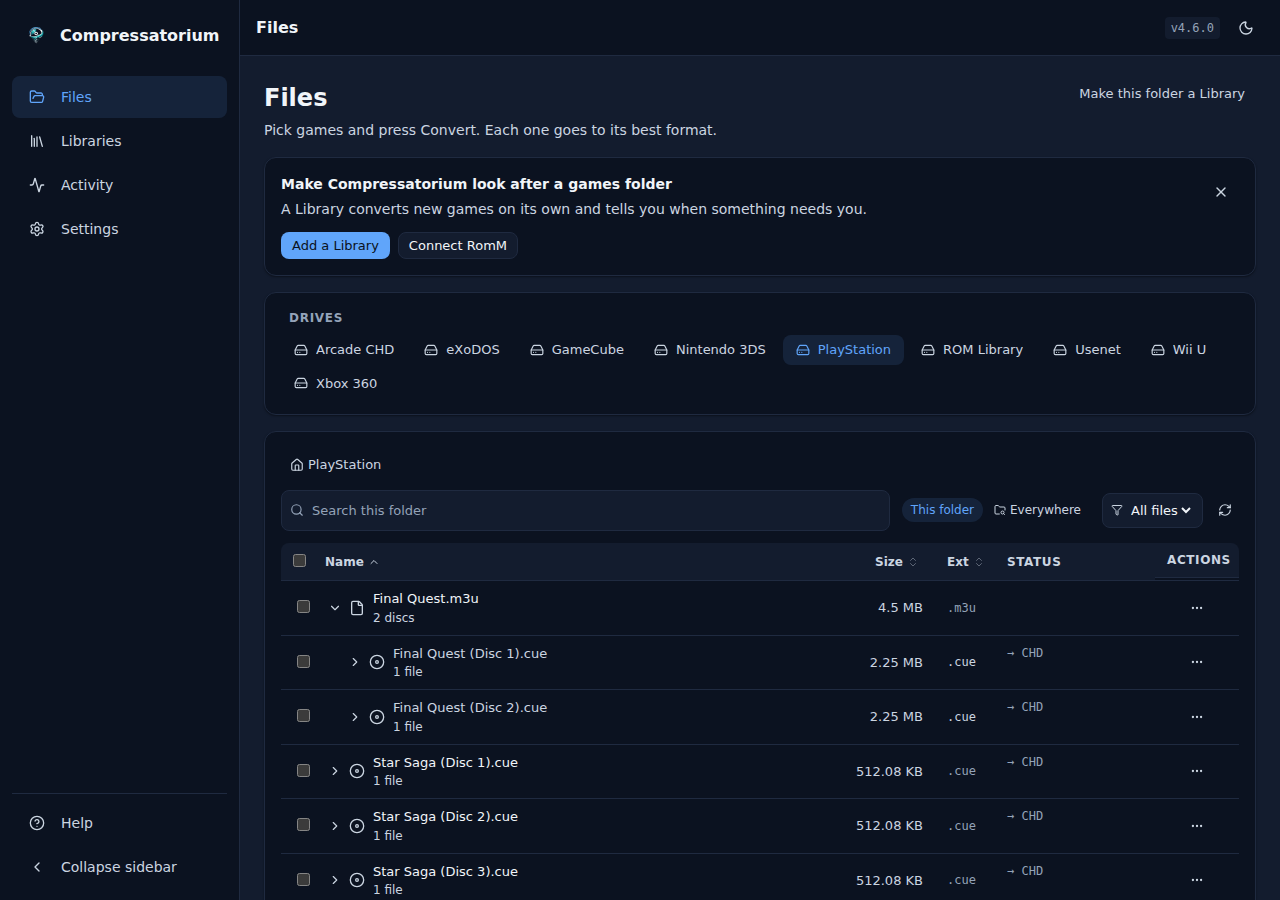 Compressatorium
Files
v4.6.0
Files
Libraries
Activity
Settings
Help
Collapse sidebar
Files
Make this folder a Library
Pick games and press Convert. Each one goes to its best format.
Make Compressatorium look after a games folder
A Library converts new games on its own and tells you when something needs you.
Add a Library
Connect RomM
DRIVES
Arcade CHD
eXoDOS
GameCube
Nintendo 3DS
PlayStation
ROM Library
Usenet
Wii U
Xbox 360
PlayStation
Search this folder
This folder
Everywhere
All files
Name
Size
Ext
STATUS
ACTIONS
Final Quest.m3u
2 discs
4.5 MB
.m3u
Final Quest (Disc 1).cue
1 file
2.25 MB
.cue
→ CHD
Final Quest (Disc 2).cue
1 file
2.25 MB
.cue
→ CHD
Star Saga (Disc 1).cue
1 file
512.08 KB
.cue
→ CHD
Star Saga (Disc 2).cue
1 file
512.08 KB
.cue
→ CHD
Star Saga (Disc 3).cue
1 file
512.08 KB
.cue
→ CHD